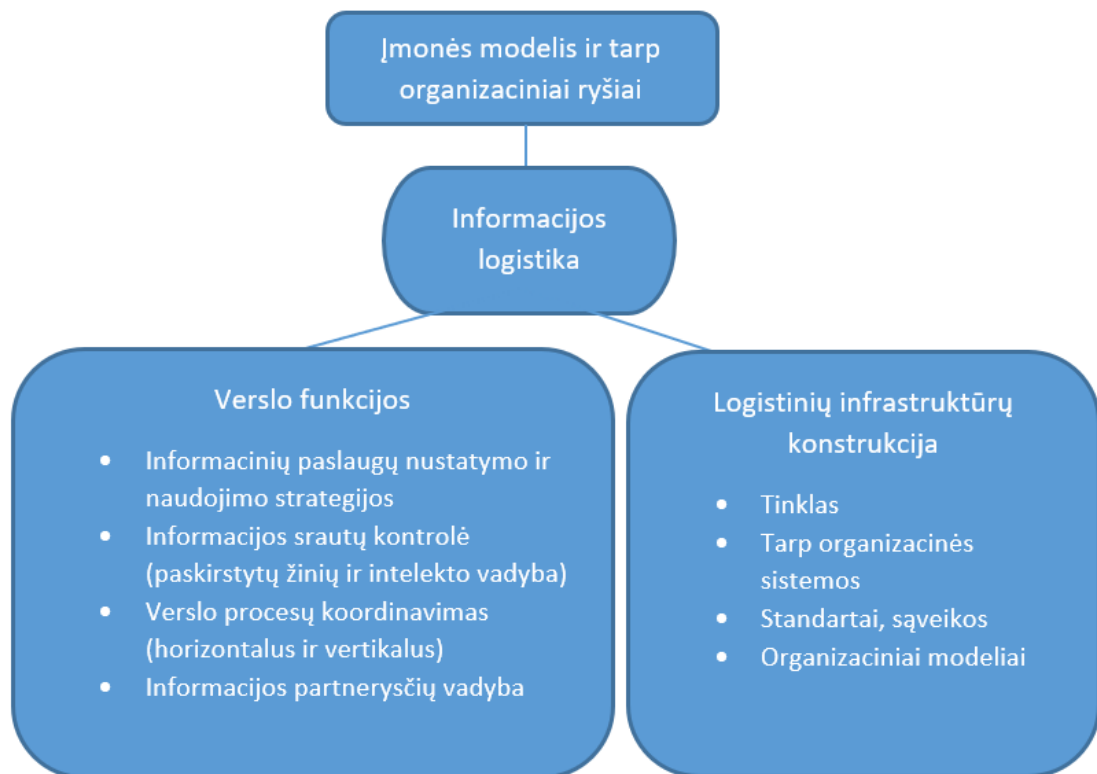 Įmonės modelis ir tarp
organizaciniai ryšiai
Informacijos
logistika
Verslo funkcijos
• Informacinių paslaugų nustatymo ir
naudojimo strategijos
• Informacijos srautų kontrolė
(paskirstytų žinių ir intelekto vadyba)
• Verslo procesų koordinavimas
(horizontalus ir vertikalus)
• Informacijos partnerysčių vadyba
Logistinių infrastruktūrų
konstrukcija
• Tinklas
• Tarp organizacinės
sistemos
• Standartai, sąveikos
• Organizaciniai modeliai